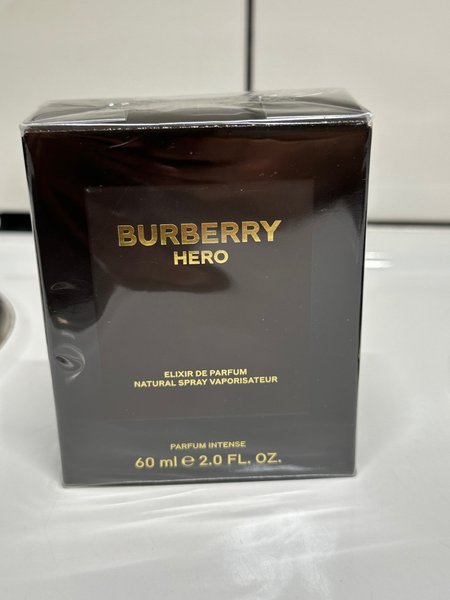 BURBERRY
HERO
ELIXIR DE PARFUM
NATURAL SPRAY VAPORISATEUR
PARFUM INTENSE
60 ml ℮ 2.0 FL. OZ.